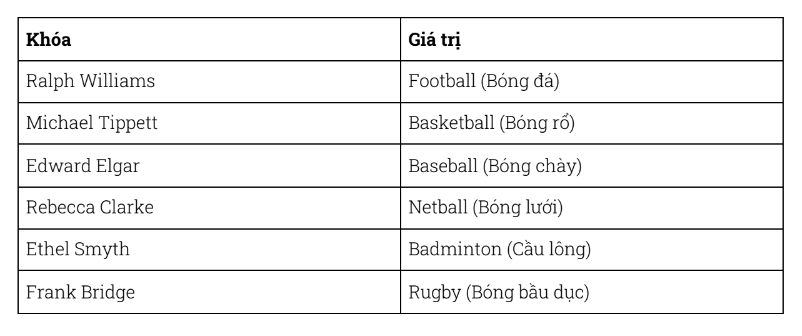 Khóa Giá trị
Ralph Williams Football (Bóng đá)
Michael Tippett Basketball (Bóng rổ)
Edward Elgar Baseball (Bóng chày)
Rebecca Clarke Netball (Bóng lưới)
Ethel Smyth Badminton (Cầu lông)
Frank Bridge Rugby (Bóng bầu dục)